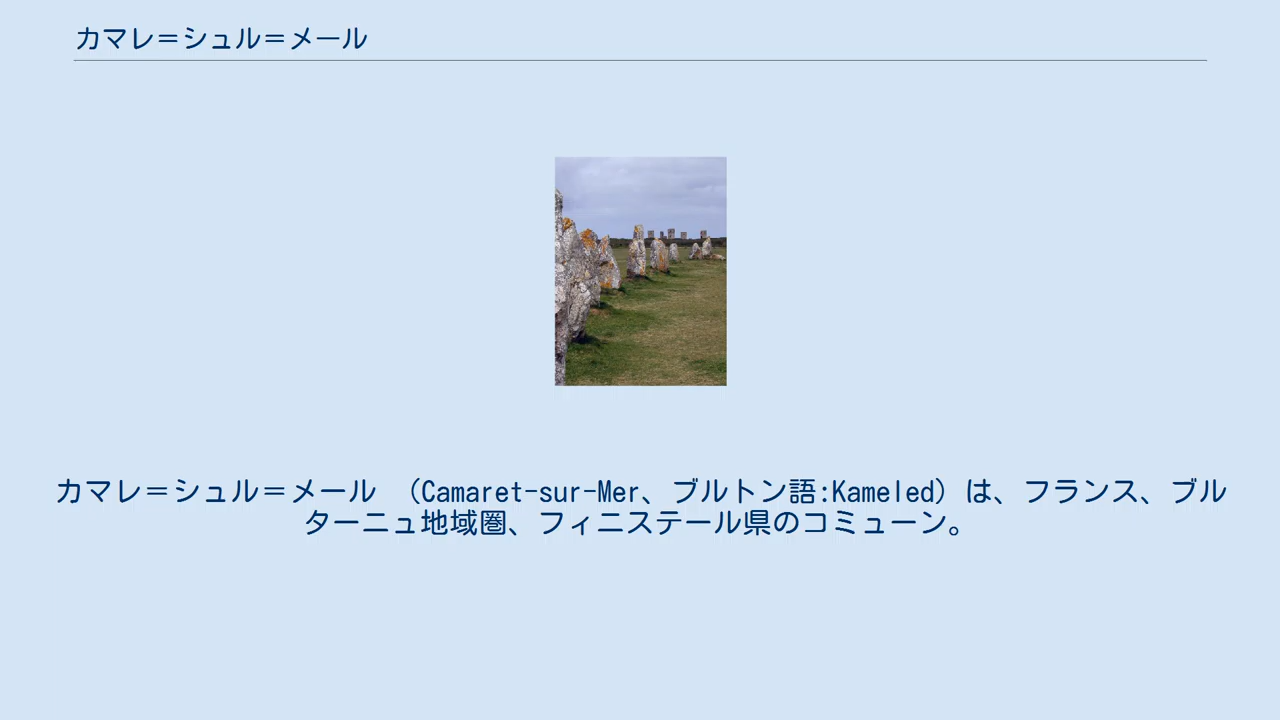 カマレ＝シュル＝メール
カマレ＝シュル＝メール　（Camaret-sur-Mer、ブルトン語:Kameled）は、フランス、ブル
ターニュ地域圏、フィニステール県のコミューン。